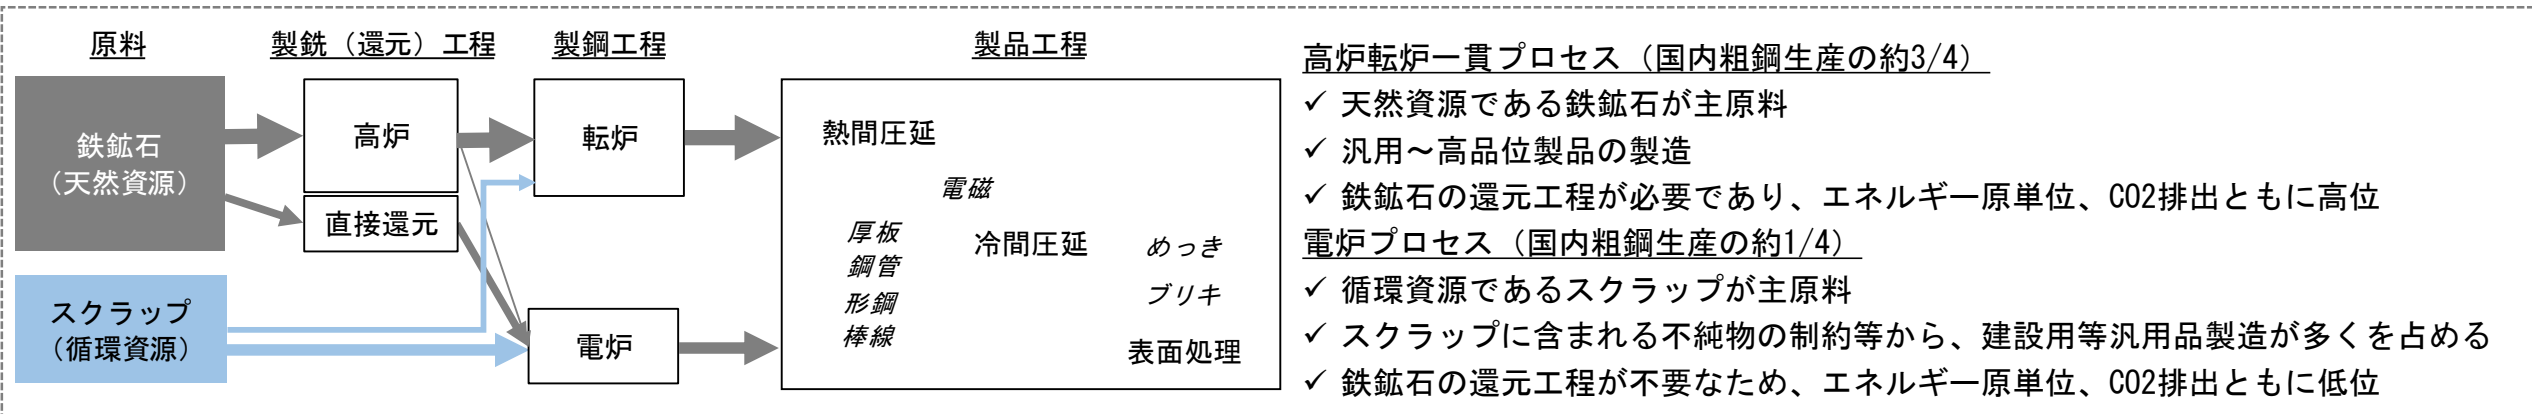 原料
製銑（還元）工程
製鋼工程
製品工程
鉄鉱石
（天然資源）
高炉
直接還元
転炉
スクラップ
（循環資源）
電炉
熱間圧延
電磁
厚板
鋼管
形鋼
棒線
冷間圧延
めっき
ブリキ
表面処理
高炉転炉一貫プロセス（国内粗鋼生産の約3/4）
✓ 天然資源である鉄鉱石が主原料
✓ 汎用～高品位製品の製造
✓ 鉄鉱石の還元工程が必要であり、エネルギー原単位、CO2排出ともに高位
電炉プロセス（国内粗鋼生産の約1/4）
✓ 循環資源であるスクラップが主原料
✓ スクラップに含まれる不純物の制約等から、建設用等汎用品製造が多くを占める
✓ 鉄鉱石の還元工程が不要なため、エネルギー原単位、CO2排出ともに低位